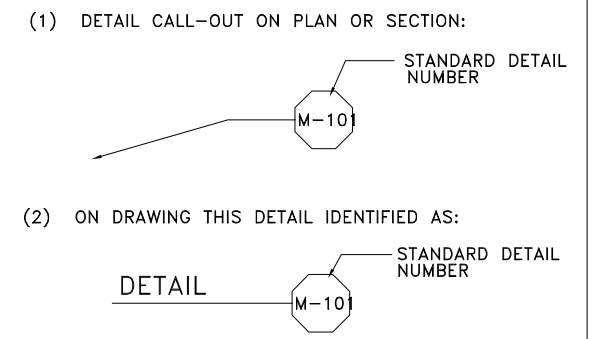 (1) DETAIL CALL-OUT ON PLAN OR SECTION:
STANDARD DETAIL
NUMBER
M-101
(2) ON DRAWING THIS DETAIL IDENTIFIED AS:
STANDARD DETAIL
NUMBER
DETAIL
M-101